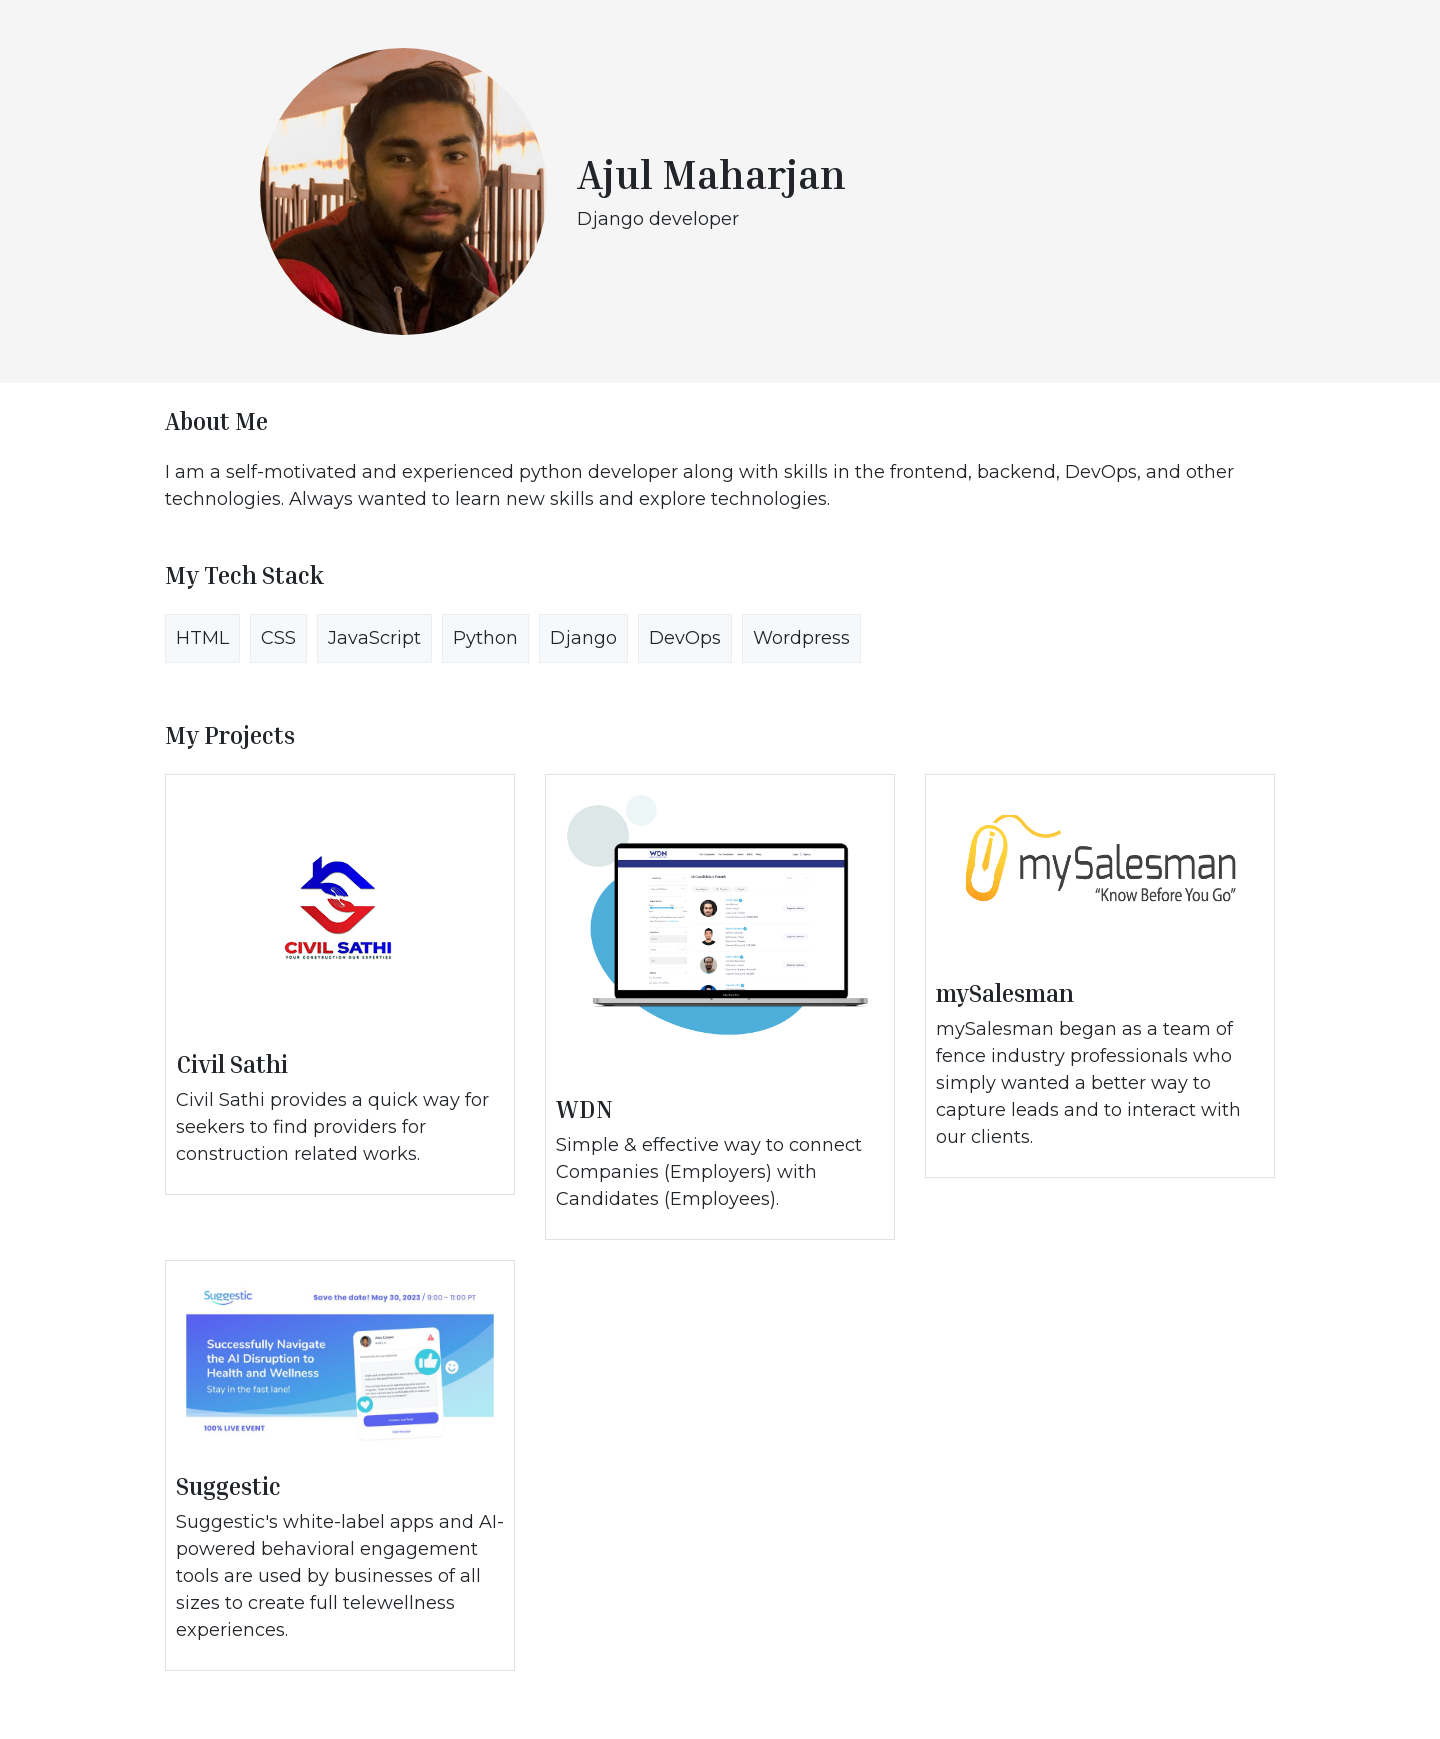 Ajul Maharjan
Django developer
About Me
I am a self-motivated and experienced python developer along with skills in the frontend, backend, DevOps, and other
technologies. Always wanted to learn new skills and explore technologies.
My Tech Stack
HTML CSS JavaScript Python Django DevOps Wordpress
My Projects
CIVIL SATHI
YOUR CONSTRUCTION OUR EXPERTISE
Civil Sathi
Civil Sathi provides a quick way for
seekers to find providers for
construction related works.
WDN
WDN
Simple & effective way to connect
Companies (Employers) with
Candidates (Employees).
mySalesman
“Know Before You Go”
mySalesman
mySalesman began as a team of
fence industry professionals who
simply wanted a better way to
capture leads and to interact with
our clients.
Suggestic
Save the date! May 30, 2023 / 9:00 - 11:00 PT
Successfully Navigate
the AI Disruption to
Health and Wellness
Stay in the fast lane!
100% LIVE EVENT
Suggestic
Suggestic's white-label apps and AI-
powered behavioral engagement
tools are used by businesses of all
sizes to create full telewellness
experiences.